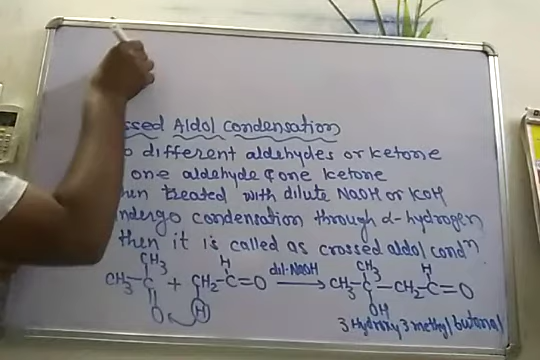 ssed Aldol condensation
o different aldehydes or ketone
one aldehyde & one ketone
hen treated with dilute NaOH or KOH
ndergo condensation through α-hydrogen
then it is called as crossed aldol condⁿ
CH₃ H dil·NaOH CH₃ H
CH₃-C + CH₂-C=O → CH₃-C-CH₂-C=O
O H OH
3 Hydroxy, 3 methyl butanal